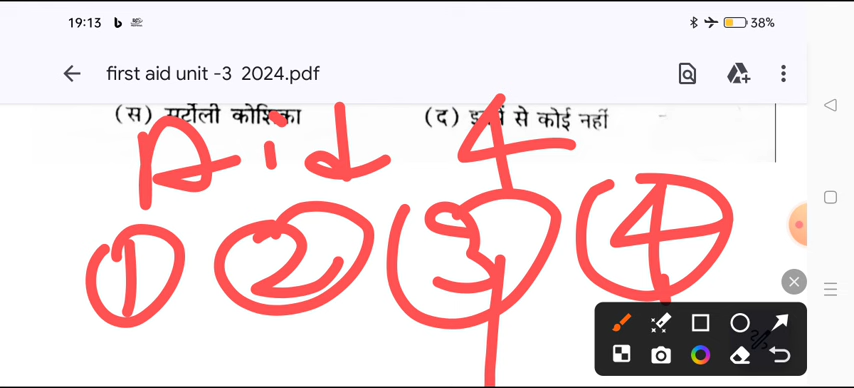 19:13 b 38%
first aid unit -3 2024.pdf
(स) सर्टोली कोशिका (द) इनमें से कोई नहीं
Aid 4
1 2 3 4